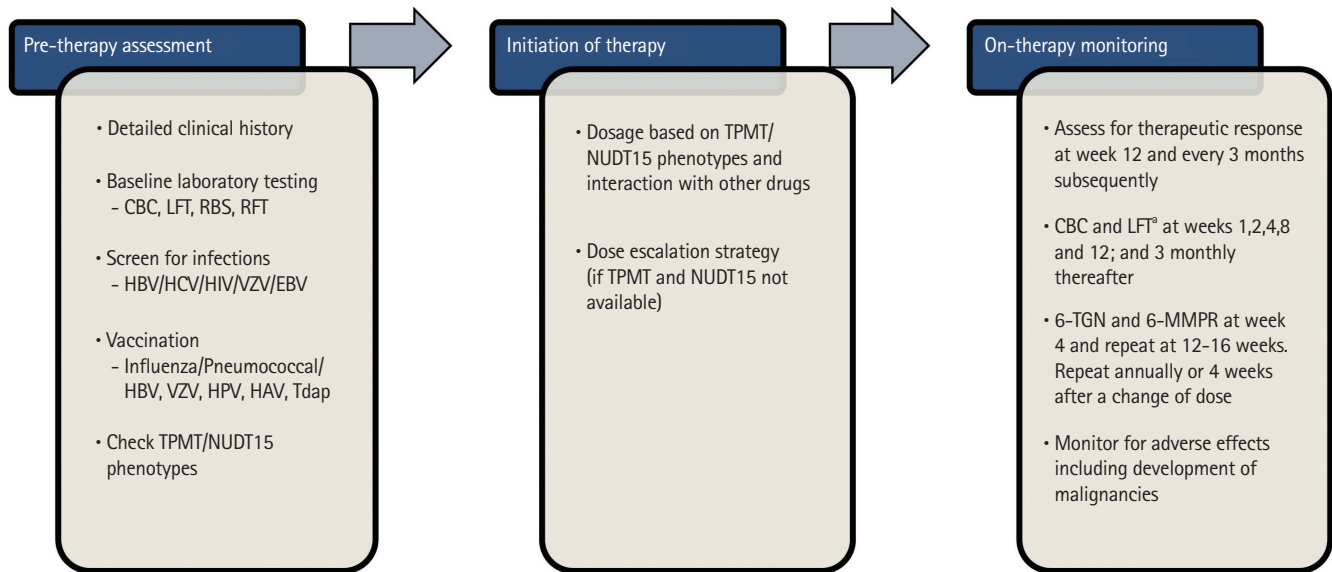 Pre-therapy assessment
• Detailed clinical history
• Baseline laboratory testing
- CBC, LFT, RBS, RFT
• Screen for infections
- HBV/HCV/HIV/VZV/EBV
• Vaccination
- Influenza/Pneumococcal/
HBV, VZV, HPV, HAV, Tdap
• Check TPMT/NUDT15
phenotypes
Initiation of therapy
• Dosage based on TPMT/
NUDT15 phenotypes and
interaction with other drugs
• Dose escalation strategy
(if TPMT and NUDT15 not
available)
On-therapy monitoring
• Assess for therapeutic response
at week 12 and every 3 months
subsequently
• CBC and LFTª at weeks 1,2,4,8
and 12; and 3 monthly
thereafter
• 6-TGN and 6-MMPR at week
4 and repeat at 12-16 weeks.
Repeat annually or 4 weeks
after a change of dose
• Monitor for adverse effects
including development of
malignancies